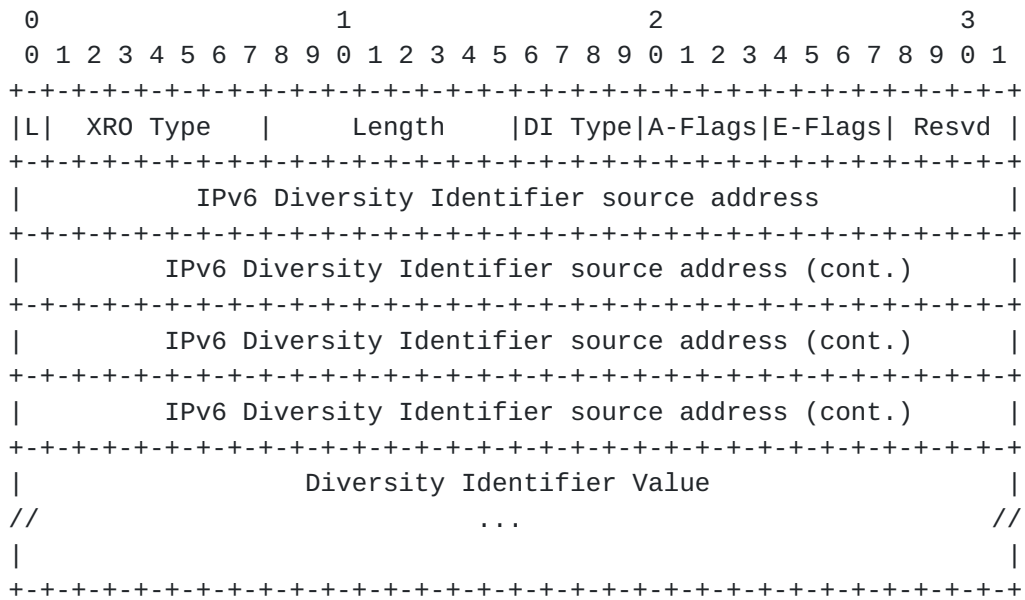 0                   1                   2                   3
 0 1 2 3 4 5 6 7 8 9 0 1 2 3 4 5 6 7 8 9 0 1 2 3 4 5 6 7 8 9 0 1
+-+-+-+-+-+-+-+-+-+-+-+-+-+-+-+-+-+-+-+-+-+-+-+-+-+-+-+-+-+-+-+-+
|L|  XRO Type   |     Length    |DI Type|A-Flags|E-Flags| Resvd |
+-+-+-+-+-+-+-+-+-+-+-+-+-+-+-+-+-+-+-+-+-+-+-+-+-+-+-+-+-+-+-+-+
|           IPv6 Diversity Identifier source address            |
+-+-+-+-+-+-+-+-+-+-+-+-+-+-+-+-+-+-+-+-+-+-+-+-+-+-+-+-+-+-+-+-+
|         IPv6 Diversity Identifier source address (cont.)      |
+-+-+-+-+-+-+-+-+-+-+-+-+-+-+-+-+-+-+-+-+-+-+-+-+-+-+-+-+-+-+-+-+
|         IPv6 Diversity Identifier source address (cont.)      |
+-+-+-+-+-+-+-+-+-+-+-+-+-+-+-+-+-+-+-+-+-+-+-+-+-+-+-+-+-+-+-+-+
|         IPv6 Diversity Identifier source address (cont.)      |
+-+-+-+-+-+-+-+-+-+-+-+-+-+-+-+-+-+-+-+-+-+-+-+-+-+-+-+-+-+-+-+-+
|                  Diversity Identifier Value                   |
//                            ...                              //
|                                                               |
+-+-+-+-+-+-+-+-+-+-+-+-+-+-+-+-+-+-+-+-+-+-+-+-+-+-+-+-+-+-+-+-+